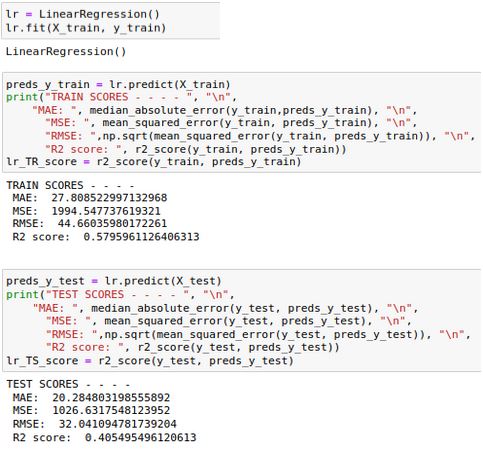 lr = LinearRegression()
lr.fit(X_train, y_train)
LinearRegression()
preds_y_train = lr.predict(X_train)
print("TRAIN SCORES - - - - ", "\n",
"MAE: ", median_absolute_error(y_train,preds_y_train), "\n",
"MSE: ", mean_squared_error(y_train, preds_y_train), "\n",
"RMSE: ",np.sqrt(mean_squared_error(y_train, preds_y_train)), "\n",
"R2 score: ", r2_score(y_train, preds_y_train))
lr_TR_score = r2_score(y_train, preds_y_train)
TRAIN SCORES - - - -
MAE: 27.808522997132968
MSE: 1994.547737619321
RMSE: 44.66035980172261
R2 score: 0.5795961126406313
preds_y_test = lr.predict(X_test)
print("TEST SCORES - - - - ", "\n",
"MAE: ", median_absolute_error(y_test, preds_y_test), "\n",
"MSE: ", mean_squared_error(y_test, preds_y_test), "\n",
"RMSE: ",np.sqrt(mean_squared_error(y_test, preds_y_test)), "\n",
"R2 score: ", r2_score(y_test, preds_y_test))
lr_TS_score = r2_score(y_test, preds_y_test)
TEST SCORES - - - -
MAE: 20.284803198555892
MSE: 1026.6317548123952
RMSE: 32.041094781739204
R2 score: 0.405495496120613